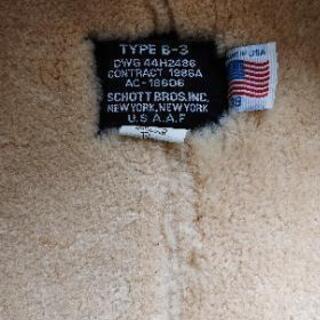 TYPE B-3
DWG 44H2486
CONTRACT 1986A
AC-18606
SCHOTT BROS. INC.
NEW YORK, NEW YORK
U.S.A.A.F
MADE IN USA